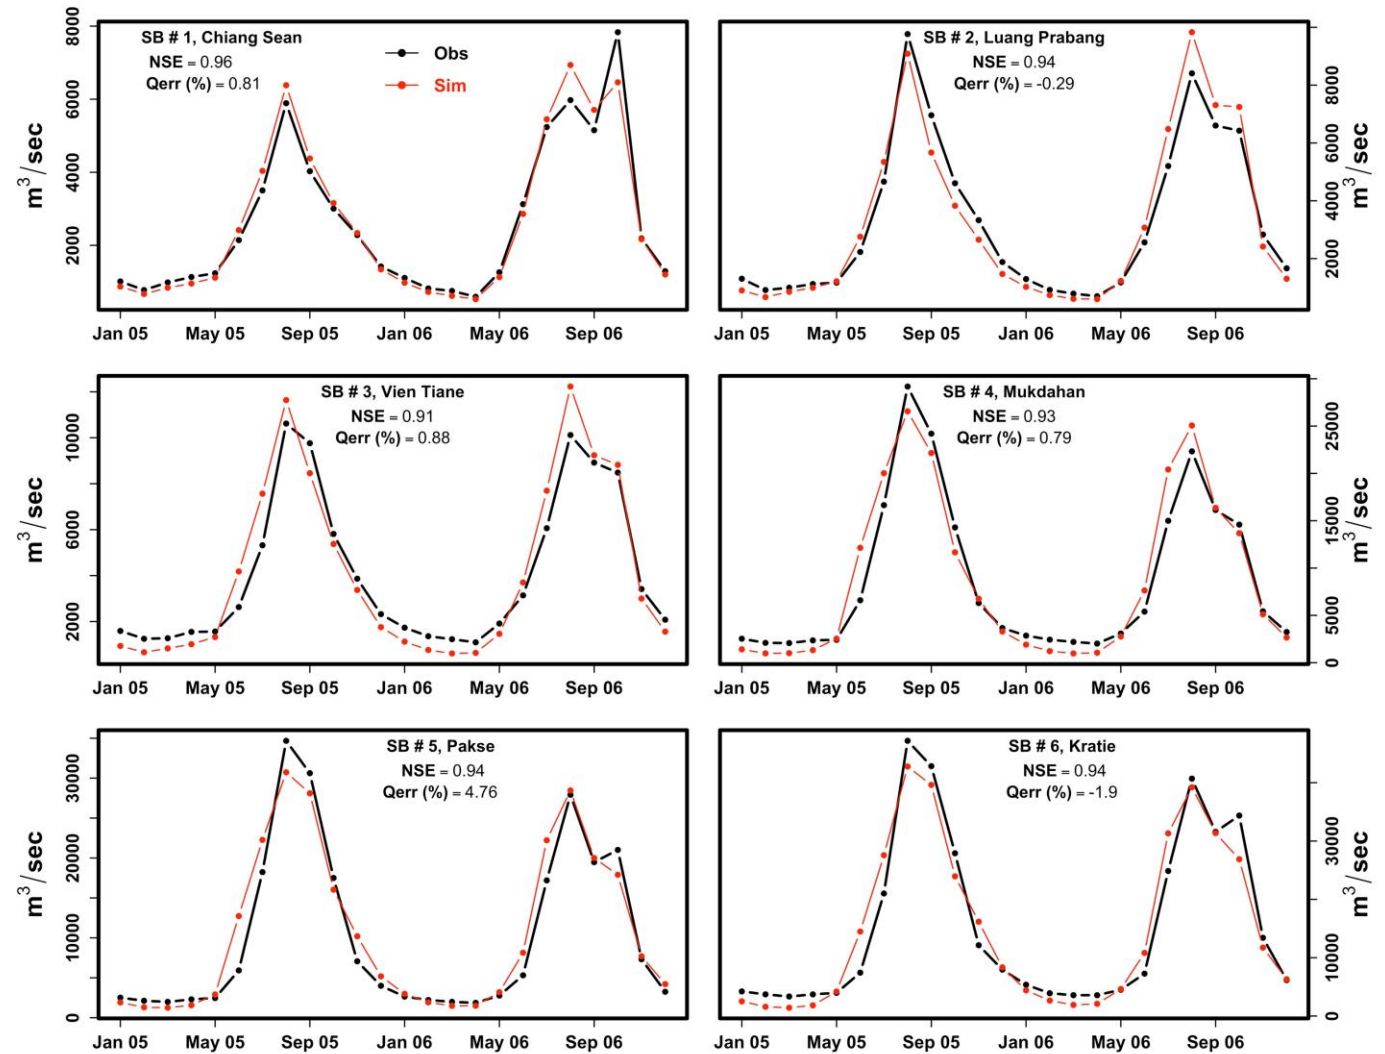 SB # 1, Chiang Sean
NSE = 0.96
Qerr (%) = 0.81
Obs
Sim
m³/sec
2000
4000
6000
8000
Jan 05
May 05
Sep 05
Jan 06
May 06
Sep 06
SB # 2, Luang Prabang
NSE = 0.94
Qerr (%) = -0.29
m³/sec
2000
4000
6000
8000
Jan 05
May 05
Sep 05
Jan 06
May 06
Sep 06
SB # 3, Vien Tiane
NSE = 0.91
Qerr (%) = 0.88
m³/sec
2000
6000
10000
Jan 05
May 05
Sep 05
Jan 06
May 06
Sep 06
SB # 4, Mukdahan
NSE = 0.93
Qerr (%) = 0.79
m³/sec
0
5000
15000
25000
Jan 05
May 05
Sep 05
Jan 06
May 06
Sep 06
SB # 5, Pakse
NSE = 0.94
Qerr (%) = 4.76
m³/sec
0
10000
20000
30000
Jan 05
May 05
Sep 05
Jan 06
May 06
Sep 06
SB # 6, Kratie
NSE = 0.94
Qerr (%) = -1.9
m³/sec
0
10000
30000
Jan 05
May 05
Sep 05
Jan 06
May 06
Sep 06